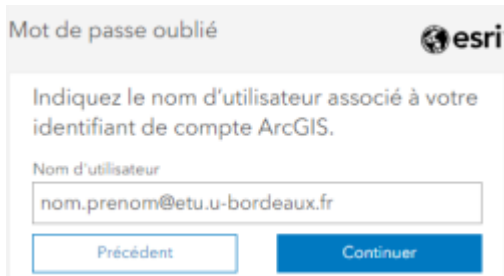 Mot de passe oublié
esri
Indiquez le nom d'utilisateur associé à votre
identifiant de compte ArcGIS.
Nom d'utilisateur
nom.prenom@etu.u-bordeaux.fr
Précédent Continuer